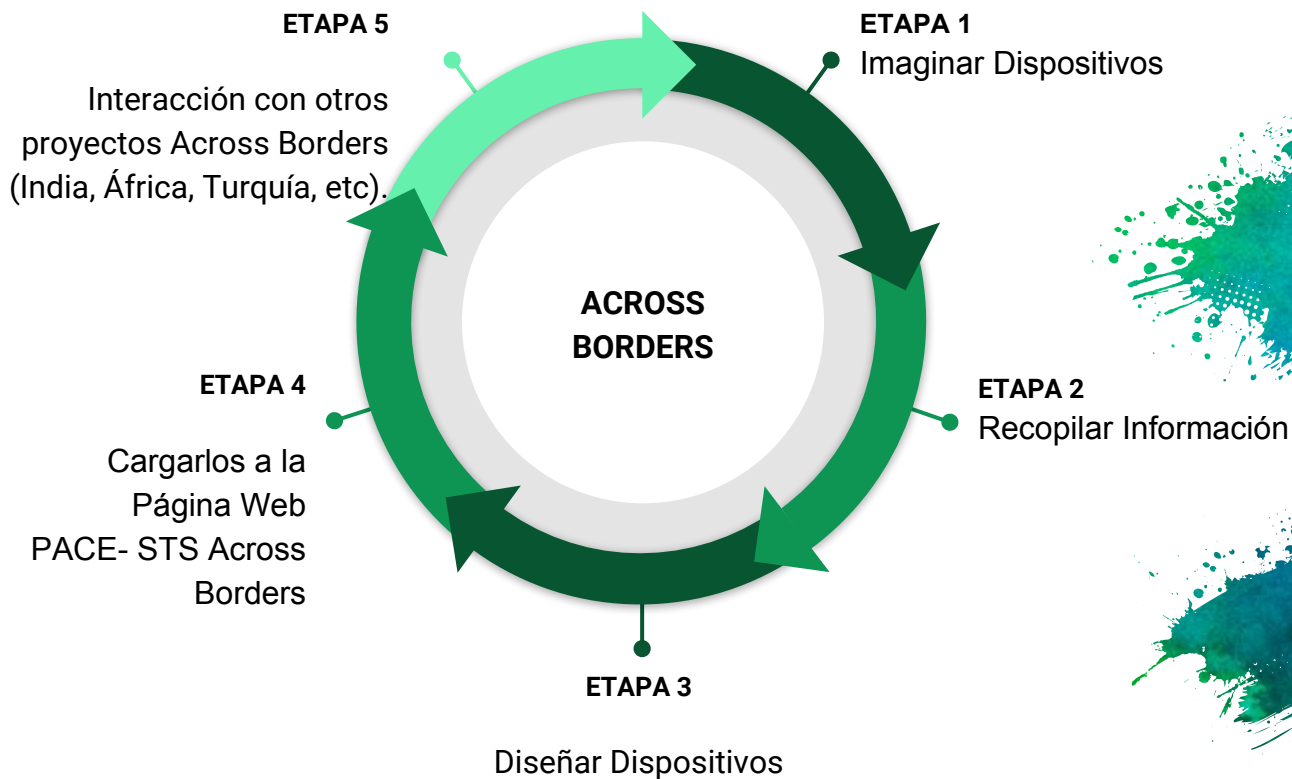 ETAPA 1
Imaginar Dispositivos
ETAPA 2
Recopilar Información
ETAPA 3
Diseñar Dispositivos
ETAPA 4
Cargarlos a la
Página Web
PACE- STS Across
Borders
ETAPA 5
Interacción con otros
proyectos Across Borders
(India, África, Turquía, etc).
ACROSS
BORDERS